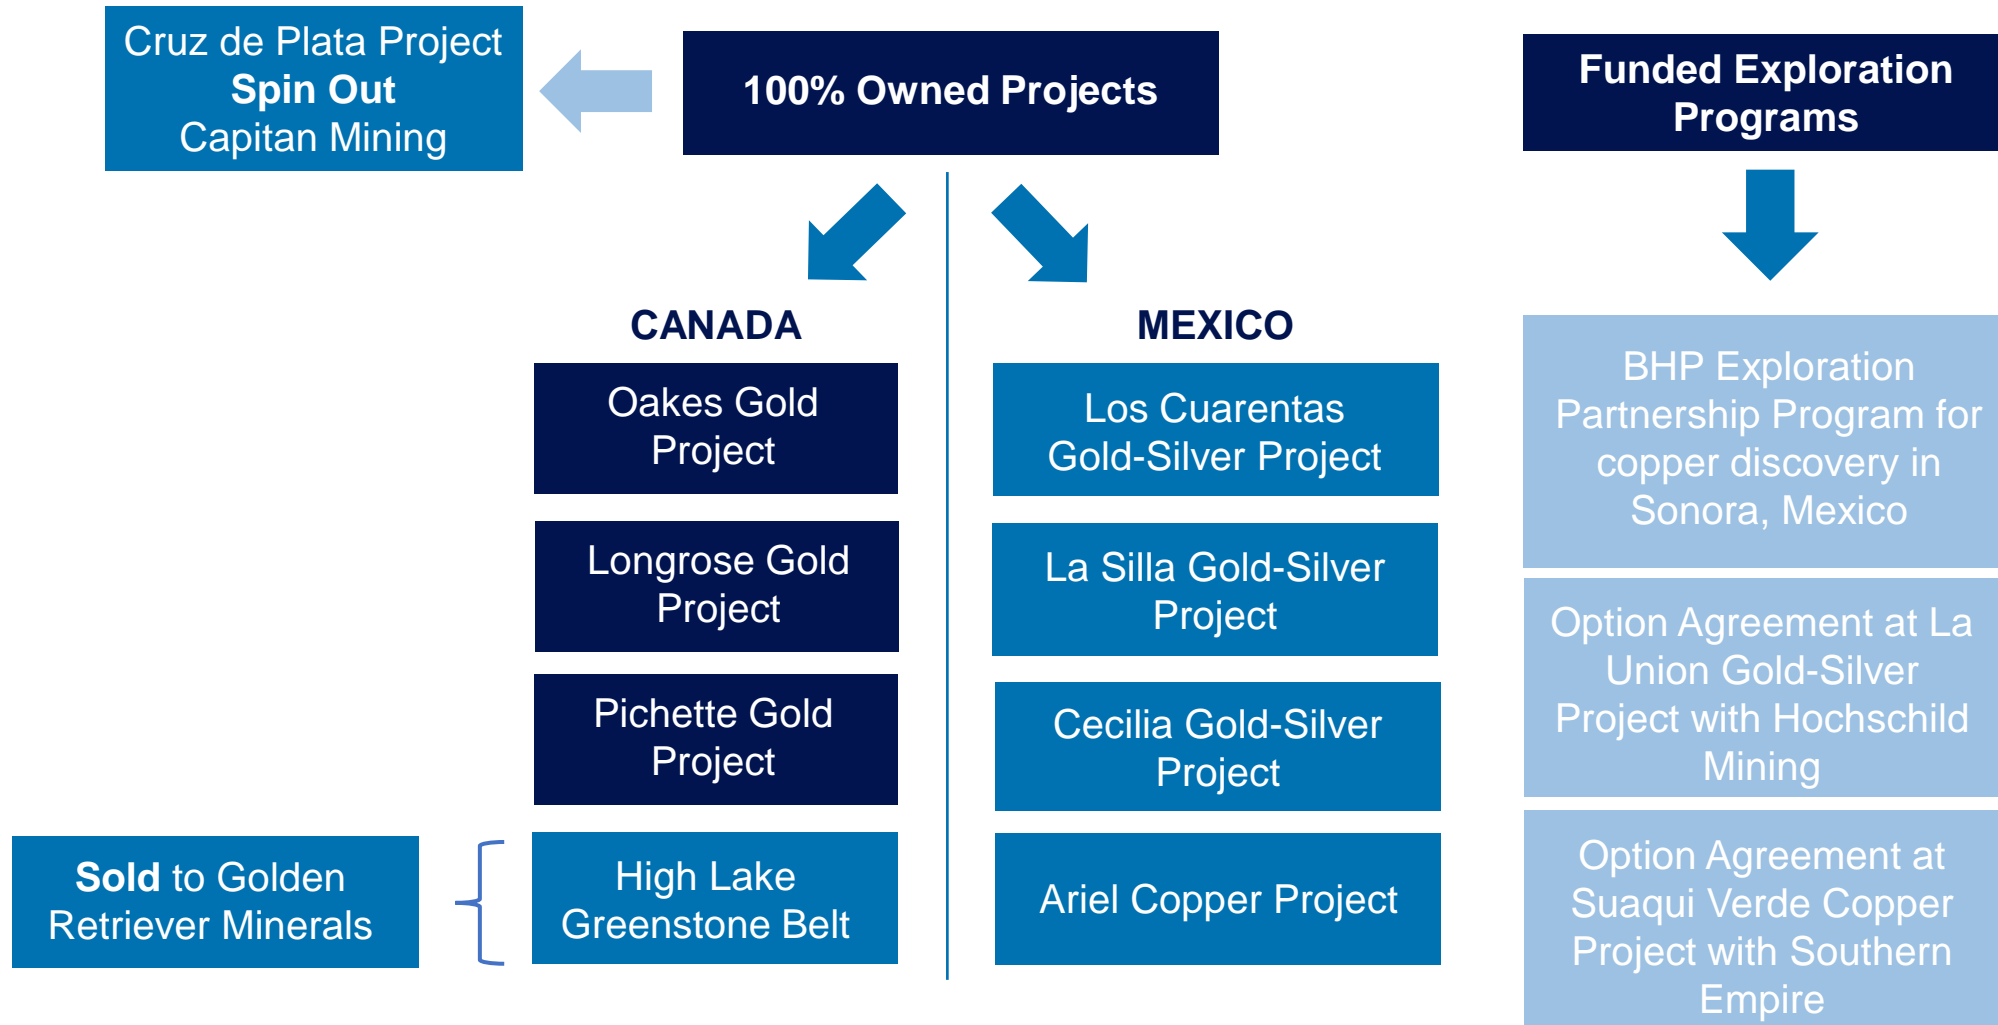 Cruz de Plata Project
Spin Out
Capitan Mining
100% Owned Projects
Funded Exploration
Programs
CANADA
Oakes Gold
Project
Longrose Gold
Project
Pichette Gold
Project
High Lake
Greenstone Belt
Sold to Golden
Retriever Minerals
MEXICO
Los Cuarentas
Gold-Silver Project
La Silla Gold-Silver
Project
Cecilia Gold-Silver
Project
Ariel Copper Project
BHP Exploration
Partnership Program for
copper discovery in
Sonora, Mexico
Option Agreement at La
Union Gold-Silver
Project with Hochschild
Mining
Option Agreement at
Suaqui Verde Copper
Project with Southern
Empire